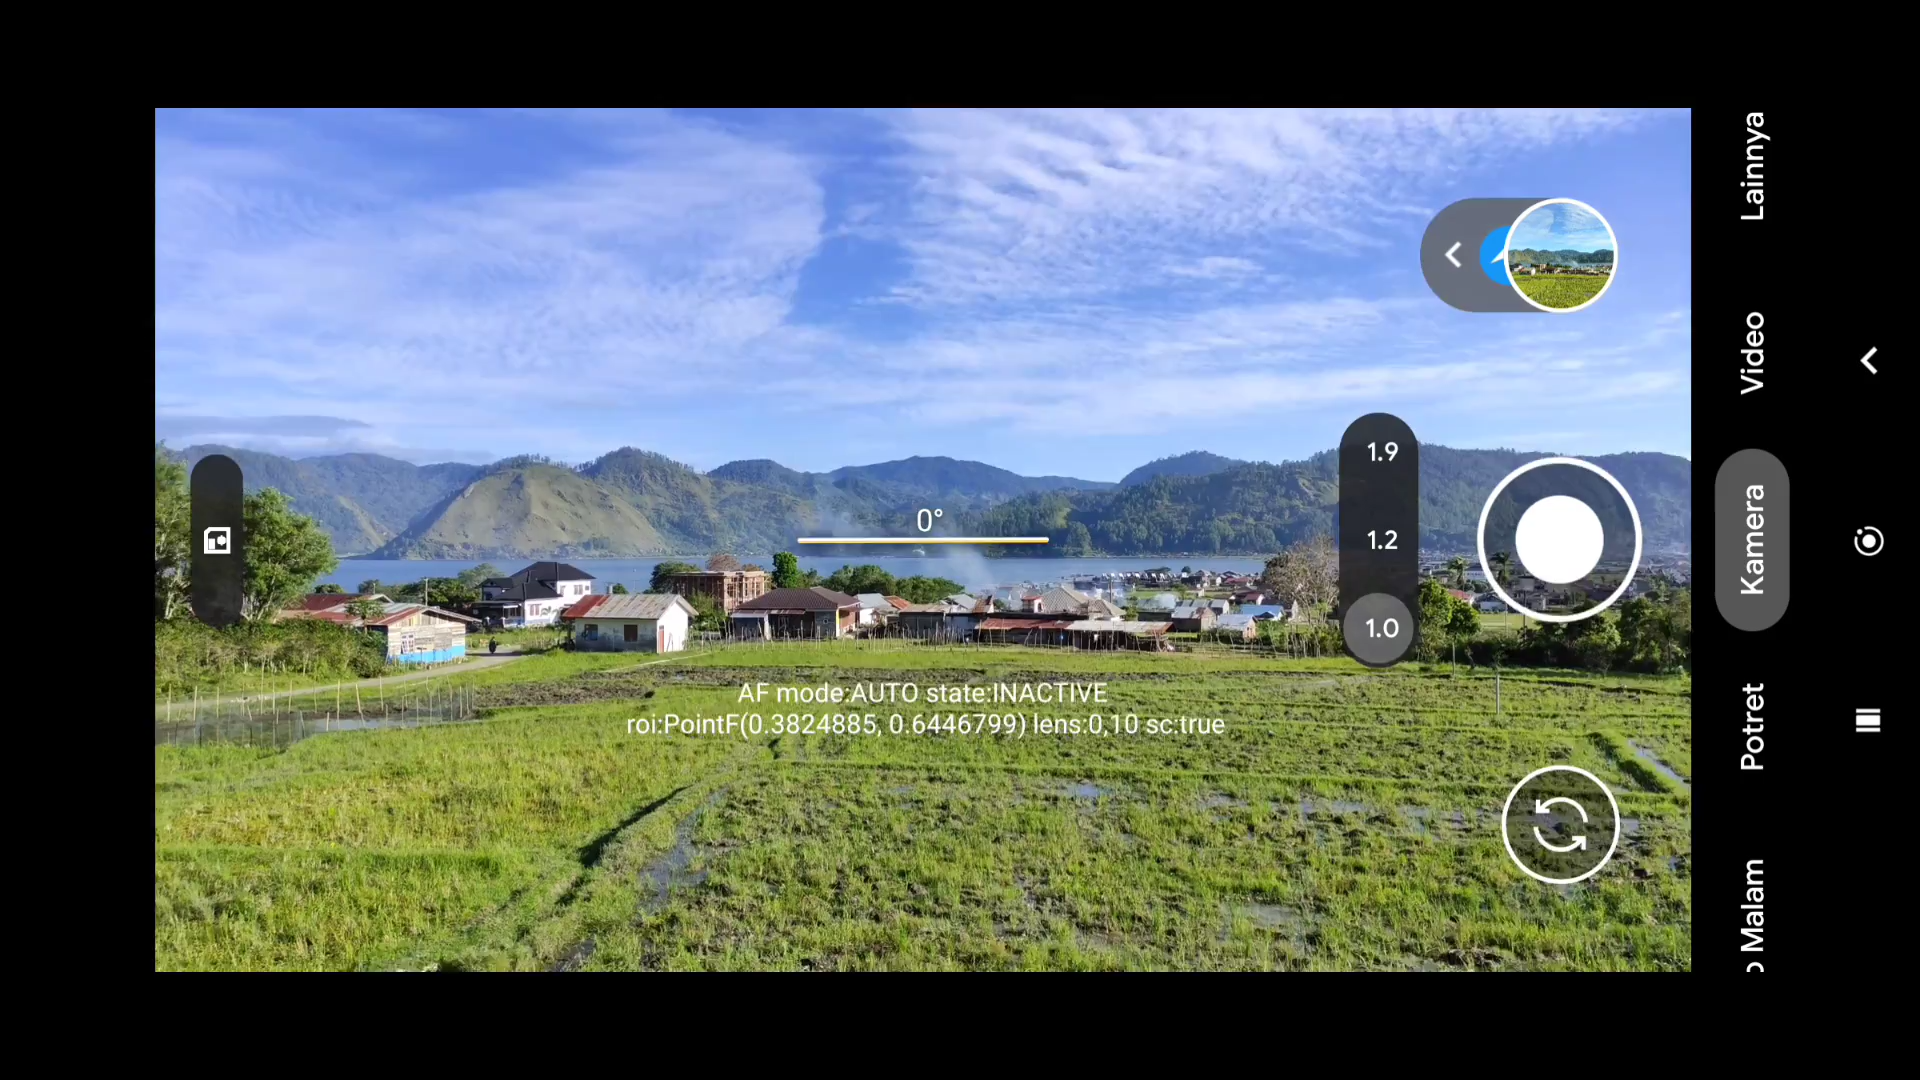 Lainnya
Video
1.9
Kamera
0°
1.2
1.0
AF mode:AUTO state:INACTIVE
roi:PointF(0.3824885, 0.6446799) lens:0,10 sc:true
Potret
o Malam